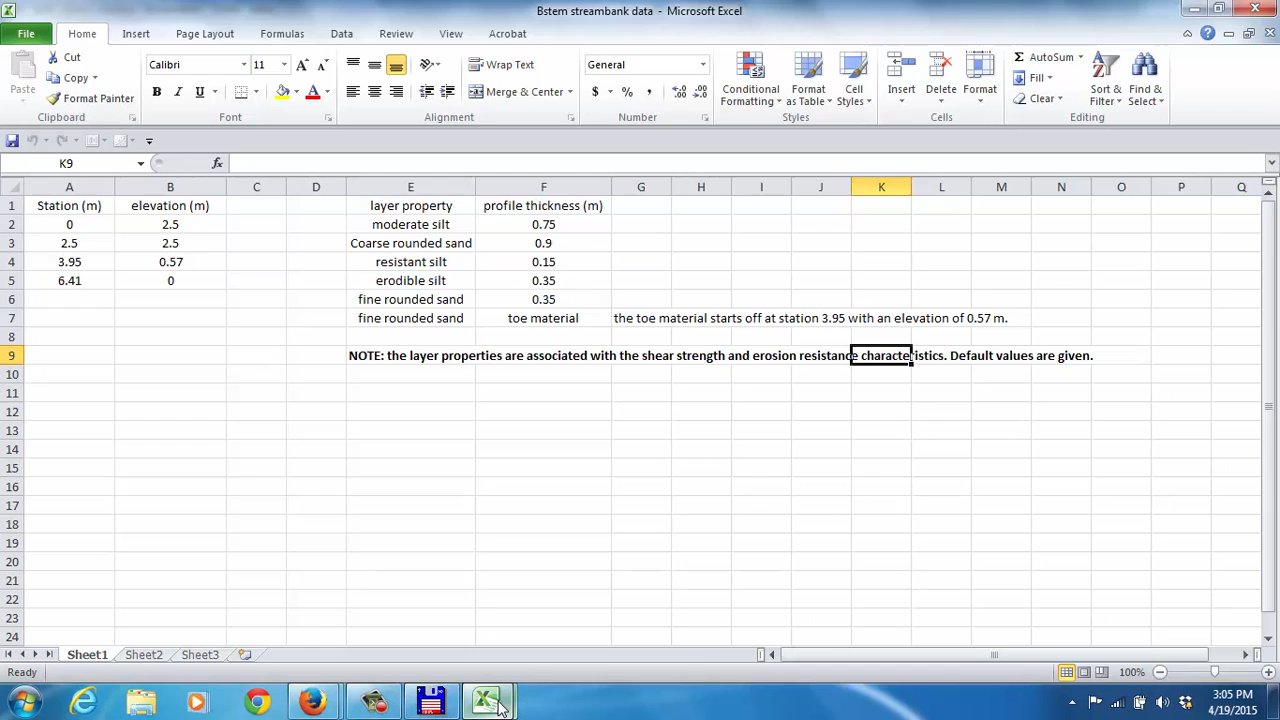 Bstem streambank data - Microsoft Excel
File Home Insert Page Layout Formulas Data Review View Acrobat
Paste
Cut
Copy
Format Painter
Clipboard
Calibri 11
B I U
Font
Wrap Text
Merge & Center
Alignment
General
$ % ,
Number
Conditional Formatting
Format as Table
Cell Styles
Styles
Insert Delete Format
Cells
AutoSum
Fill
Clear
Sort & Filter
Find & Select
Editing
K9 fx
A B C D E F G H I J K L M N O P Q
1 Station (m) elevation (m) layer property profile thickness (m)
2 0 2.5 moderate silt 0.75
3 2.5 2.5 Coarse rounded sand 0.9
4 3.95 0.57 resistant silt 0.15
5 6.41 0 erodible silt 0.35
6 fine rounded sand 0.35
7 fine rounded sand toe material the toe material starts off at station 3.95 with an elevation of 0.57 m.
8
9 NOTE: the layer properties are associated with the shear strength and erosion resistance characteristics. Default values are given.
10
11
12
13
14
15
16
17
18
19
20
21
22
23
24
Sheet1 Sheet2 Sheet3
Ready 100%
3:05 PM
4/19/2015